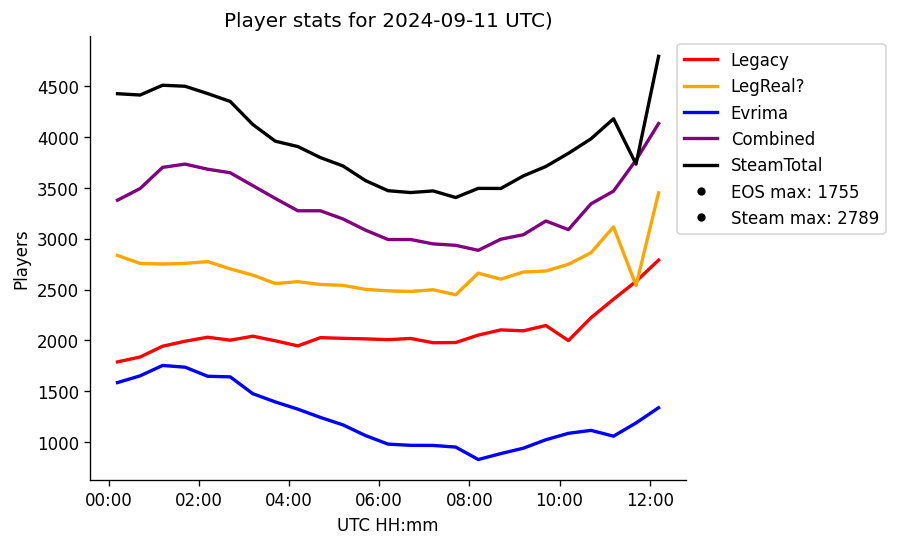 Player stats for 2024-09-11 UTC)
Legacy
LegReal?
Evrima
Combined
SteamTotal
EOS max: 1755
Steam max: 2789
Players
4500
4000
3500
3000
2500
2000
1500
1000
00:00 02:00 04:00 06:00 08:00 10:00 12:00
UTC HH:mm